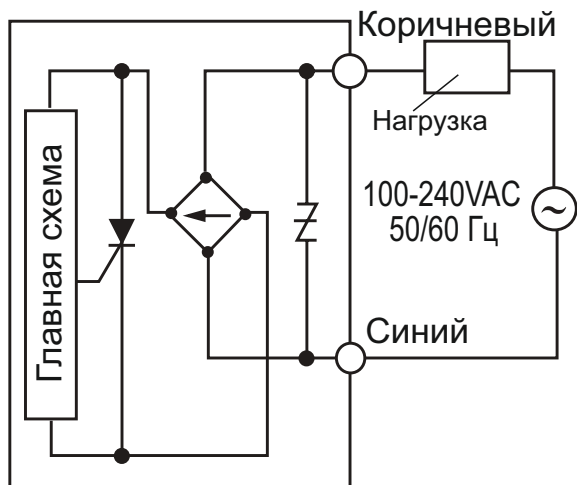 Коричневый
Нагрузка
Главная схема
100-240VAC
50/60 Гц
Синий